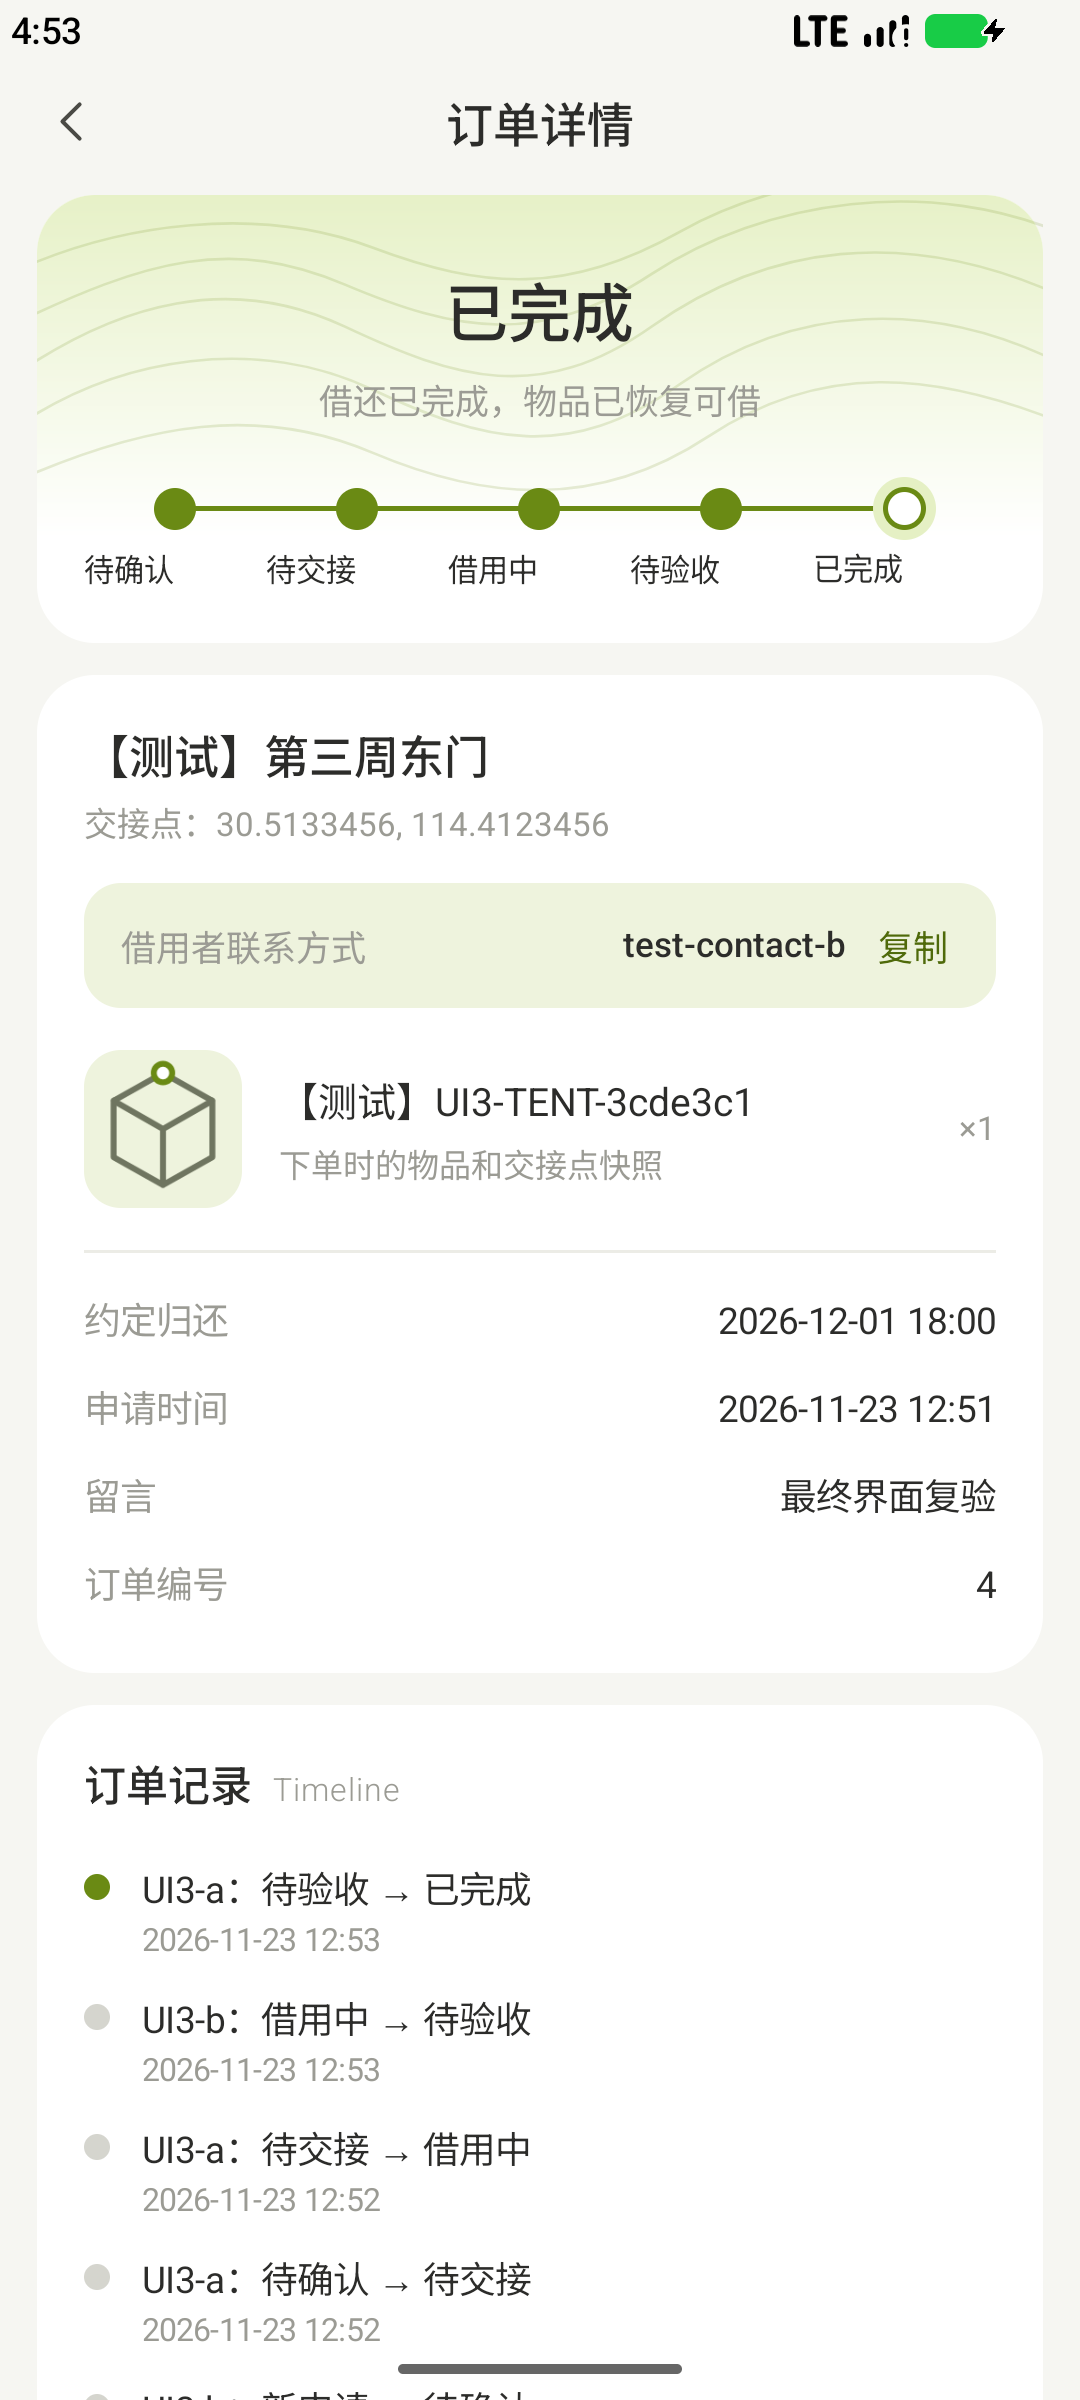 4:53 LTE
订单详情
已完成
借还已完成，物品已恢复可借
待确认 待交接 借用中 待验收 已完成
【测试】第三周东门
交接点：30.5133456, 114.4123456
借用者联系方式 test-contact-b 复制
【测试】UI3-TENT-3cde3c1
×1
下单时的物品和交接点快照
约定归还 2026-12-01 18:00
申请时间 2026-11-23 12:51
留言 最终界面复验
订单编号 4
订单记录 Timeline
UI3-a：待验收 → 已完成
2026-11-23 12:53
UI3-b：借用中 → 待验收
2026-11-23 12:53
UI3-a：待交接 → 借用中
2026-11-23 12:52
UI3-a：待确认 → 待交接
2026-11-23 12:52